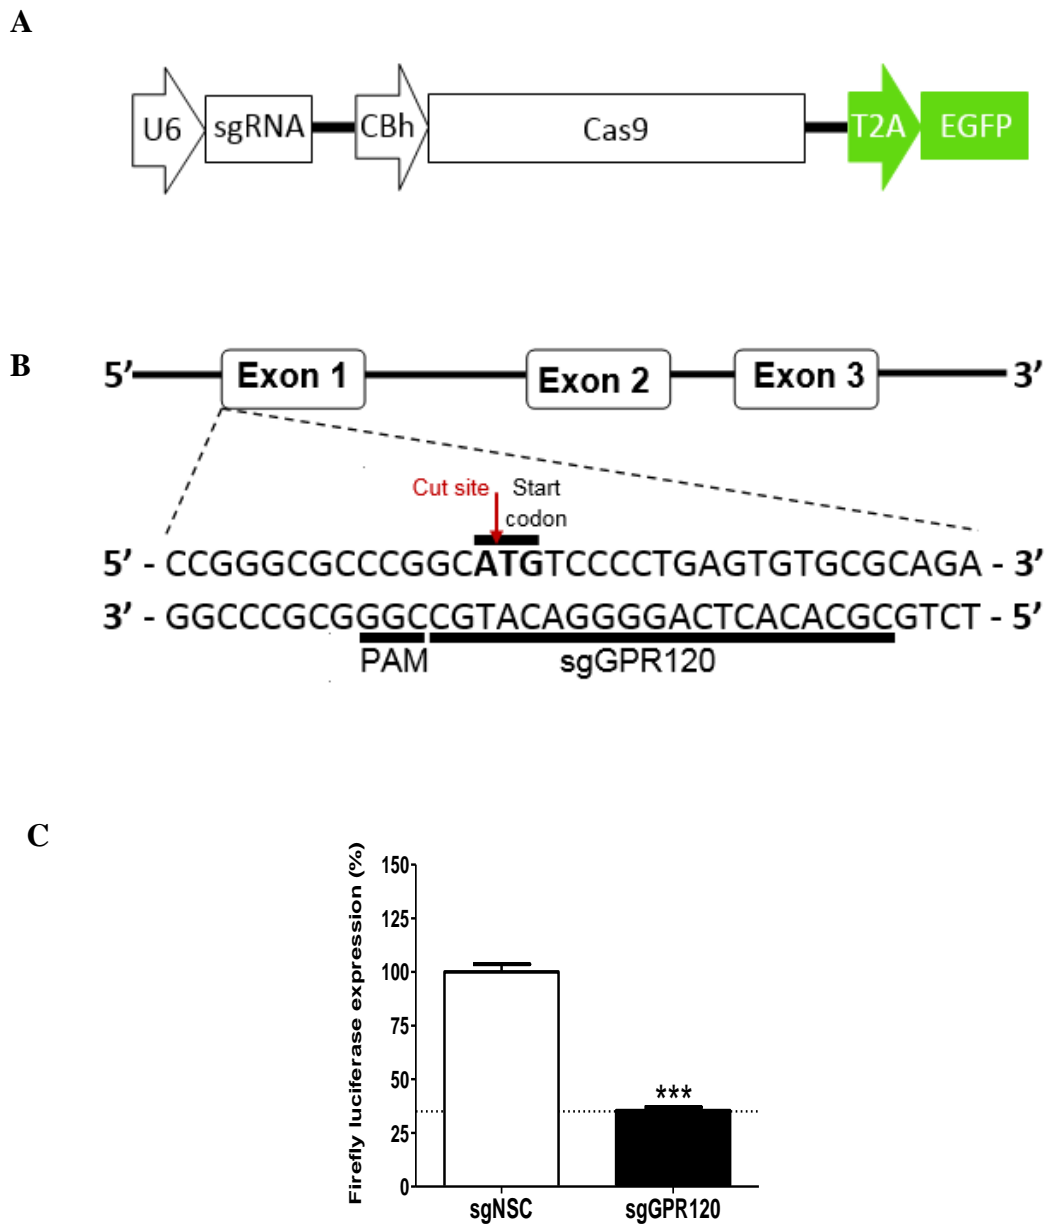 A
U6 sgRNA CBh Cas9 T2A EGFP
B
5’ Exon 1 Exon 2 Exon 3 3’
Cut site Start
codon
5’ - CCGGGCGCCCGGCATGTCCCCTGAGTGTGCGCAGA - 3’
3’ - GGCCCGCGGGCCGTACAGGGGACTCACACGCGTCT - 5’
PAM sgGPR120
C
Firefly luciferase expression (%)
150
125
100
75
50
25
0
***
sgNSC sgGPR120